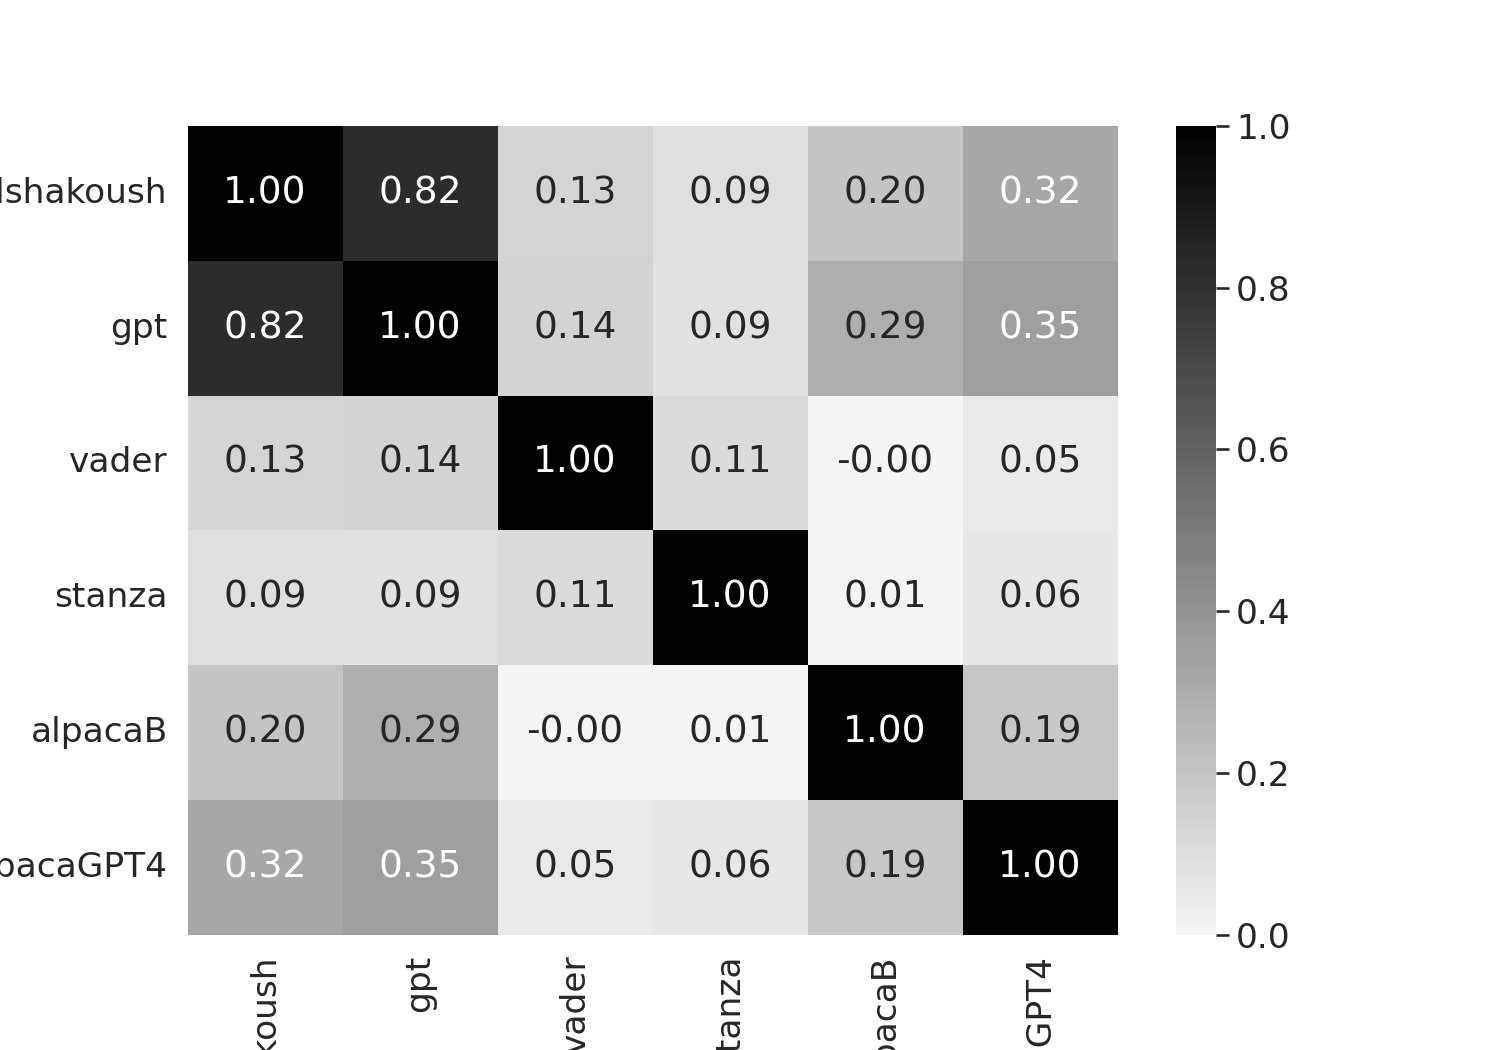 1.0
lshakoush 1.00 0.82 0.13 0.09 0.20 0.32
gpt 0.82 1.00 0.14 0.09 0.29 0.35
0.8
vader 0.13 0.14 1.00 0.11 -0.00 0.05
0.6
stanza 0.09 0.09 0.11 1.00 0.01 0.06
0.4
alpacaB 0.20 0.29 -0.00 0.01 1.00 0.19
0.2
pacaGPT4 0.32 0.35 0.05 0.06 0.19 1.00
0.0
koush gpt vader tanza pacaB GPT4